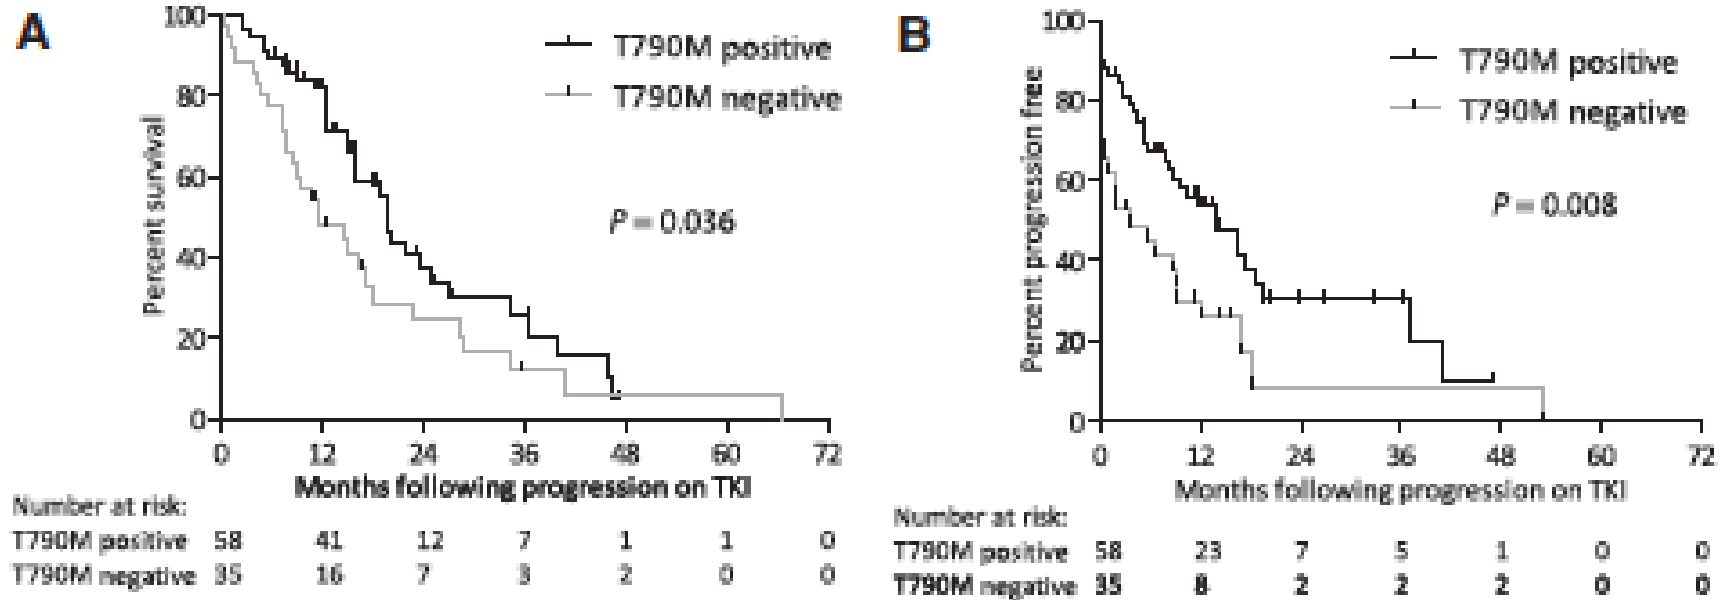 A
T790M positive
T790M negative
P = 0.036
Percent survival
100
80
60
40
20
0
0 12 24 36 48 60 72
Months following progression on TKI
Number at risk:
T790M positive 58 41 12 7 1 1 0
T790M negative 35 16 7 3 2 0 0
B
T790M positive
T790M negative
P = 0.008
Percent progression free
100
80
60
40
20
0
0 12 24 36 48 60 72
Months following progression on TKI
Number at risk:
T790M positive 58 23 7 5 1 0 0
T790M negative 35 8 2 2 2 0 0